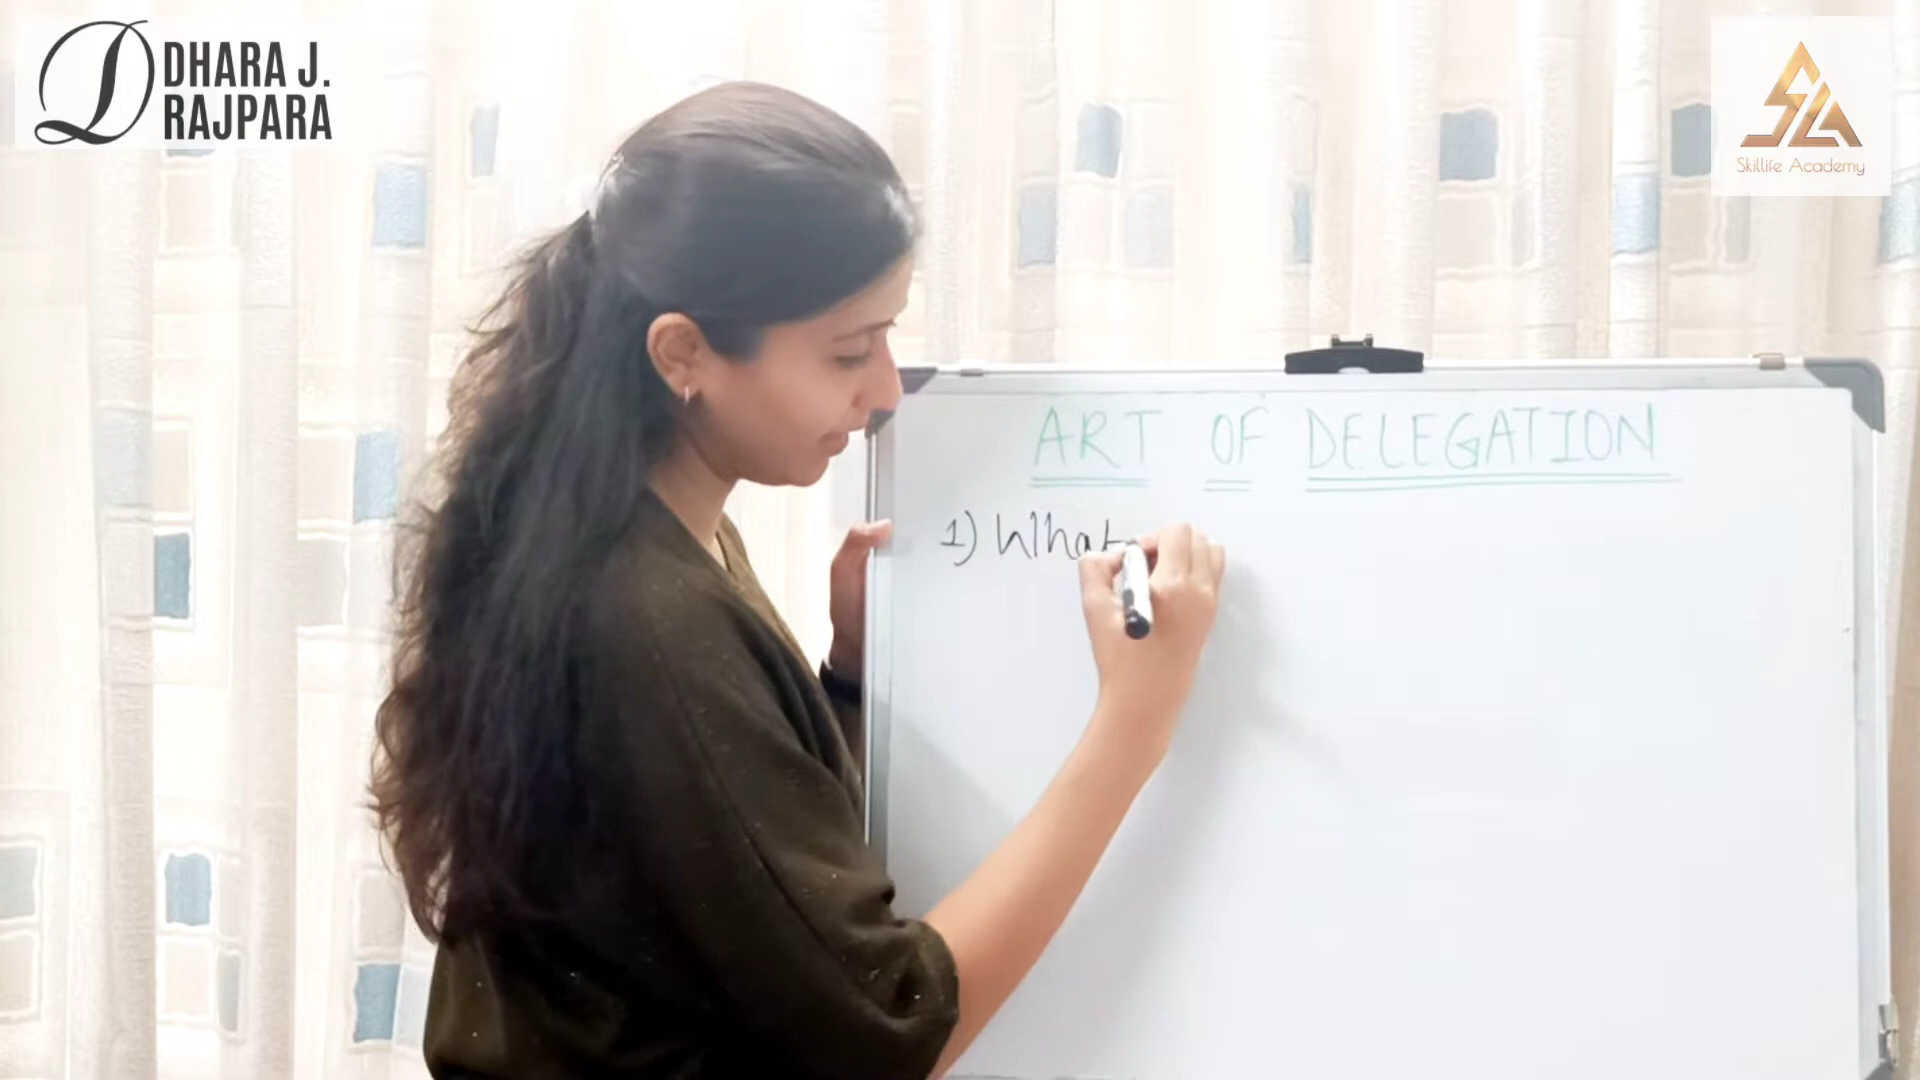 DHARA J.
RAJPARA
Skillife Academy
ART OF DELEGATION
1) What